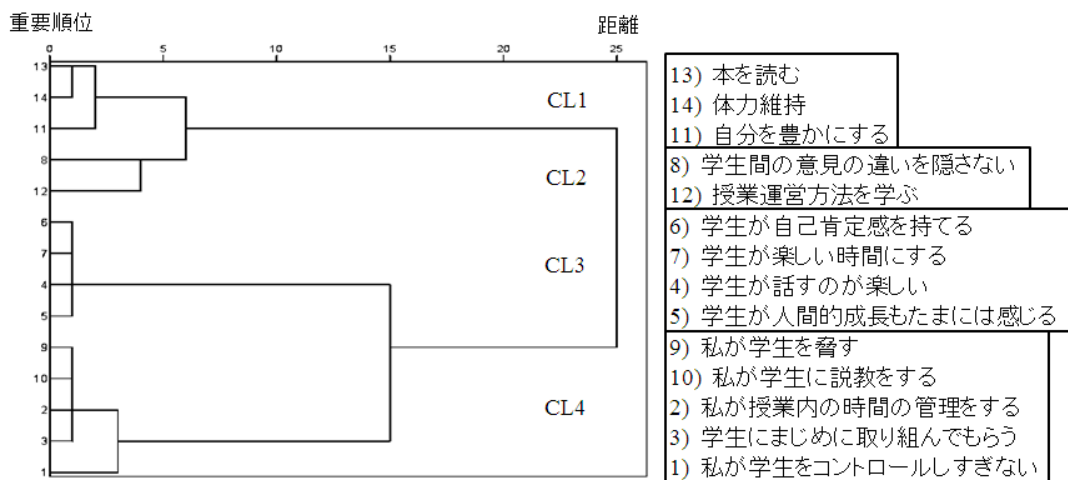 重要順位
距離
0 5 10 15 20 25
13
14
11
8
12
6
7
4
5
9
10
2
3
1
CL1
CL2
CL3
CL4
13) 本を読む
14) 体力維持
11) 自分を豊かにする
8) 学生間の意見の違いを隠さない
12) 授業運営方法を学ぶ
6) 学生が自己肯定感を持てる
7) 学生が楽しい時間にする
4) 学生が話すのが楽しい
5) 学生が人間的成長もたまには感じる
9) 私が学生を脅す
10) 私が学生に説教をする
2) 私が授業内の時間の管理をする
3) 学生にまじめに取り組んでもらう
1) 私が学生をコントロールしすぎない